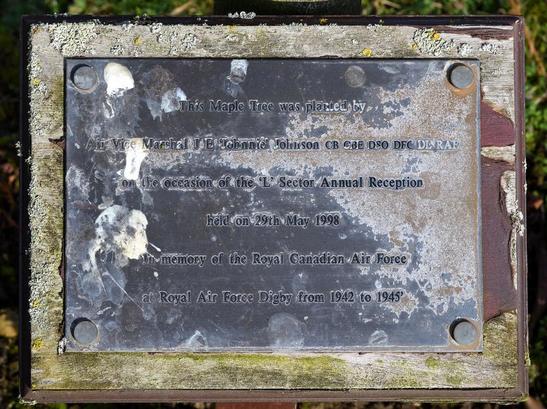 'This Maple Tree was planted by
Air Vice Marshal J E 'Johnnie' Johnson CB CBE DSO DFC DL RAF
on the occasion of the 'L' Sector Annual Reception
held on 29th May 1998
in memory of the Royal Canadian Air Force
at Royal Air Force Digby from 1942 to 1945'